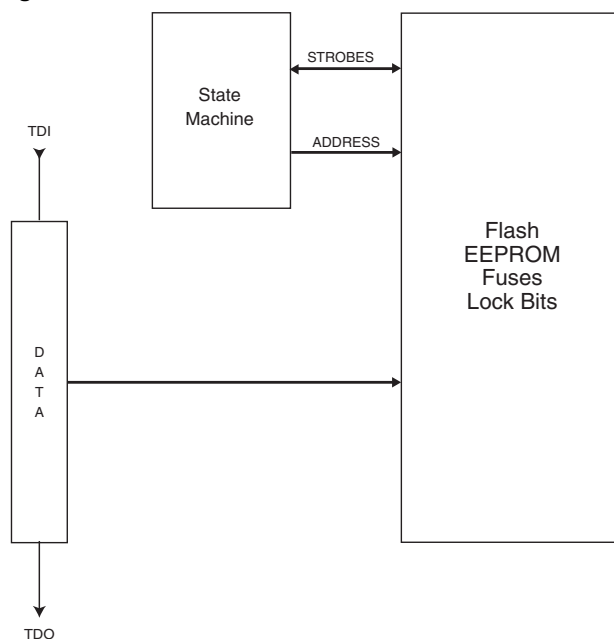 STROBES
State
Machine
TDI
ADDRESS
Flash
EEPROM
Fuses
Lock Bits
D
A
T
A
TDO